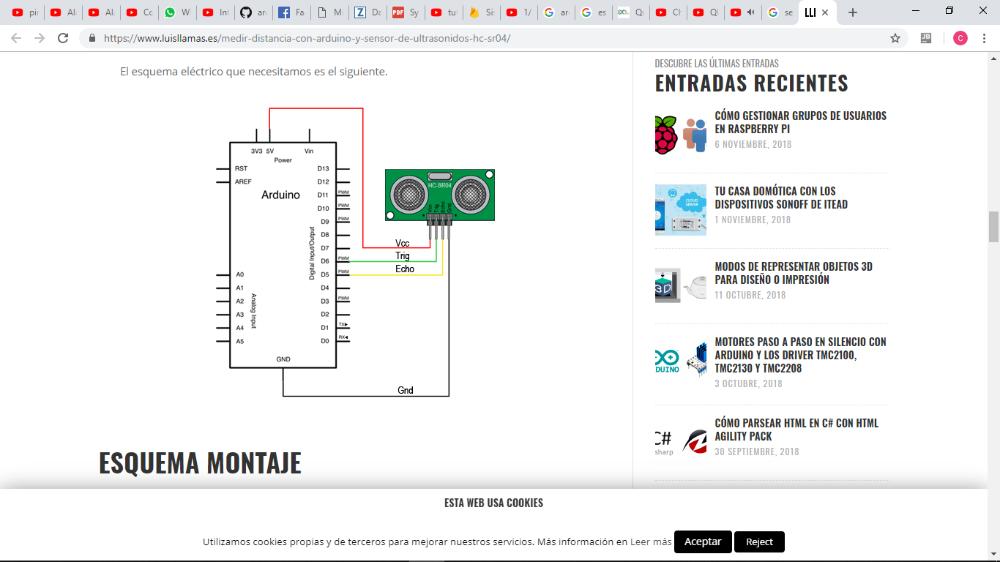 pi
Al
Al
Cc
W
In
ar
Fa
M
Da
Sy
tu
Si
1/
ar
es
Qu
Ch
Q
se
https://www.luisllamas.es/medir-distancia-con-arduino-y-sensor-de-ultrasonidos-hc-sr04/
JB
C
El esquema eléctrico que necesitamos es el siguiente.
3V3 5V Vin
Power
RST D13
AREF D12
Arduino D11 PWM
D10 PWM
D9 PWM
D8
D7
D6 PWM
A0 D5 PWM
A1 D4
A2 D3 PWM
A3 D2
A4 D1 TX
A5 D0 RX
Digital Input/Output
Analog Input
GND
HC-SR04
Vcc
Trig
Echo
Gnd
Vcc
Trig
Echo
Gnd
ESQUEMA MONTAJE
DESCUBRE LAS ÚLTIMAS ENTRADAS
ENTRADAS RECIENTES
CÓMO GESTIONAR GRUPOS DE USUARIOS
EN RASPBERRY PI
6 NOVIEMBRE, 2018
CLOUD
SERVER
TU CASA DOMÓTICA CON LOS
DISPOSITIVOS SONOFF DE ITEAD
1 NOVIEMBRE, 2018
3D
MODOS DE REPRESENTAR OBJETOS 3D
PARA DISEÑO O IMPRESIÓN
11 OCTUBRE, 2018
DUINO
MOTORES PASO A PASO EN SILENCIO CON
ARDUINO Y LOS DRIVER TMC2100,
TMC2130 Y TMC2208
3 OCTUBRE, 2018
C#
sharp
CÓMO PARSEAR HTML EN C# CON HTML
AGILITY PACK
30 SEPTIEMBRE, 2018
ESTA WEB USA COOKIES
Utilizamos cookies propias y de terceros para mejorar nuestros servicios. Más información en Leer más Aceptar Reject